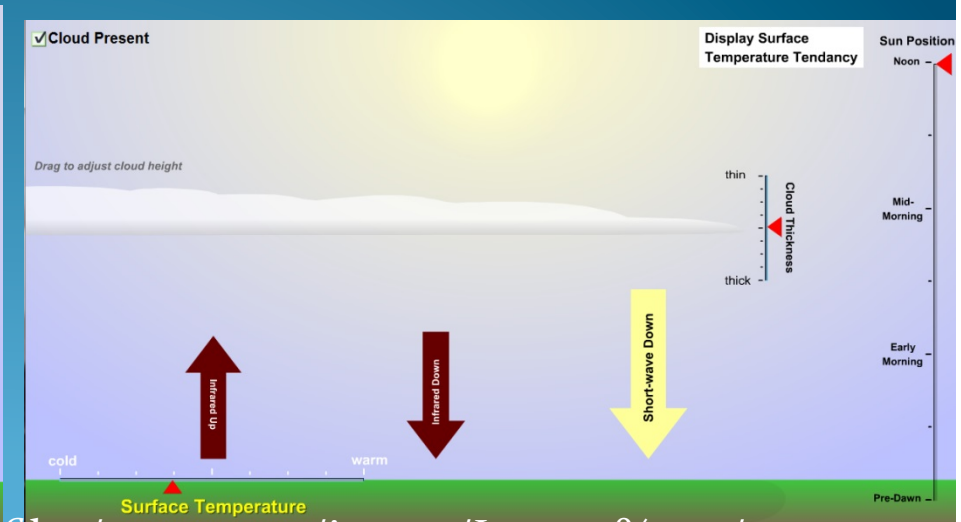 Cloud Present
Display Surface
Temperature Tendancy
Sun Position
Noon
Drag to adjust cloud height
thin
Cloud Thickness
thick
Mid-
Morning
Early
Morning
Pre-Dawn
Infrared Up
Infrared Down
Short-wave Down
cold
warm
Surface Temperature